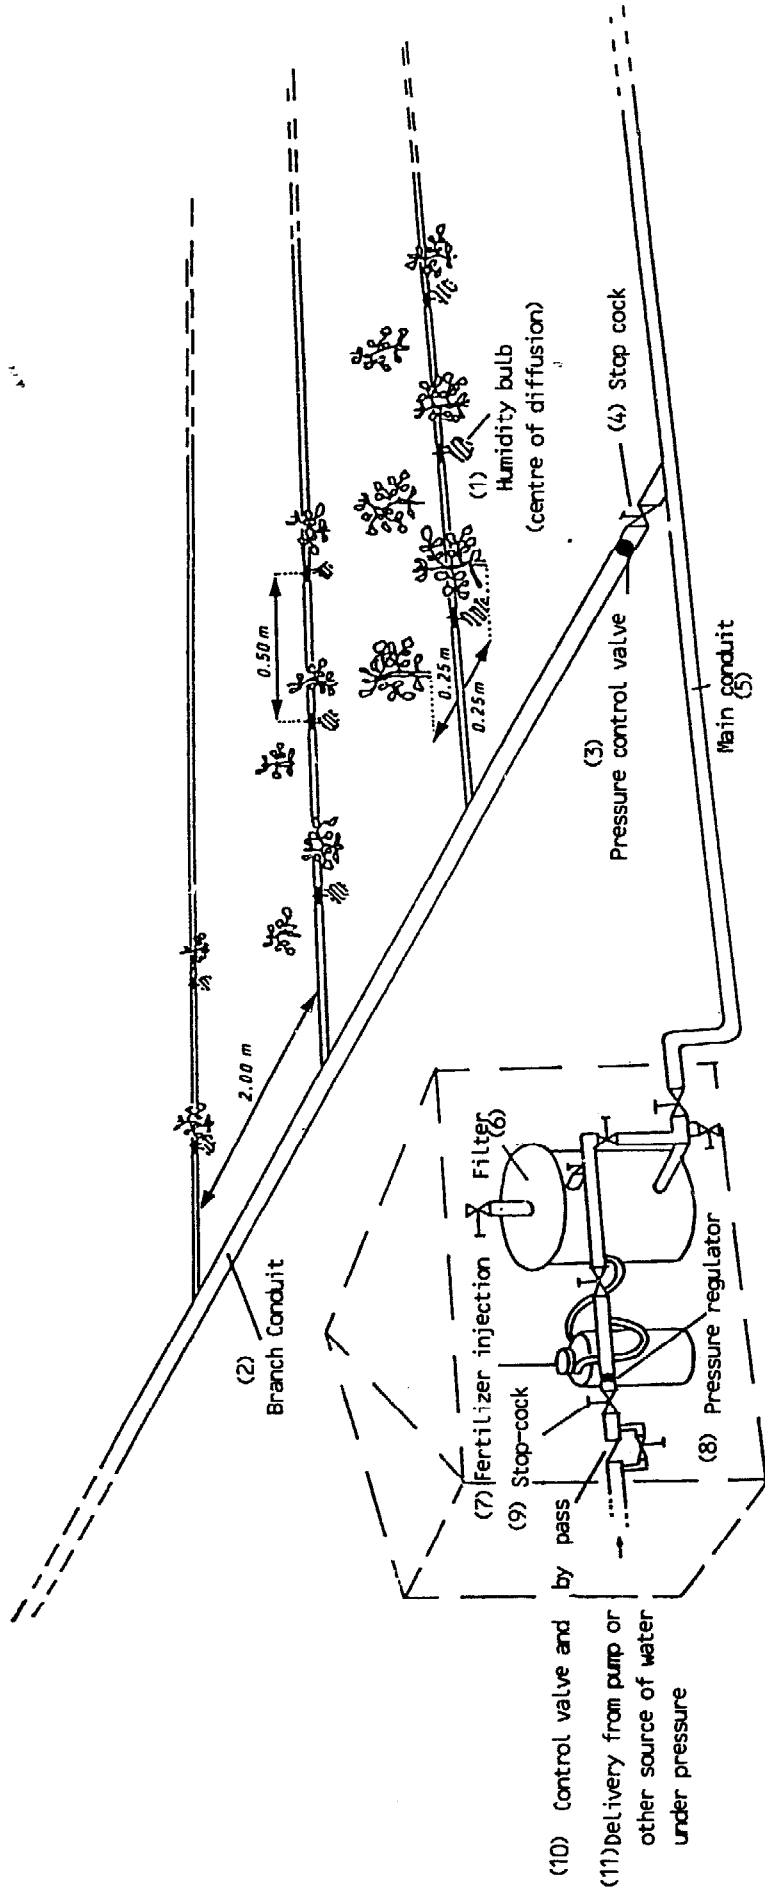 (1)
Humidity bulb
(centre of diffusion)
(4) Stop cock
0.50 m
0.25 m
0.25 m
(3)
Pressure control valve
Main conduit
(5)
2.00 m
(2)
Branch Conduit
Filter
(6)
(7) Fertilizer injection
(9) Stop-cock
(8) Pressure regulator
(10) Control valve and by pass
(11) Delivery from pump or
other source of water
under pressure